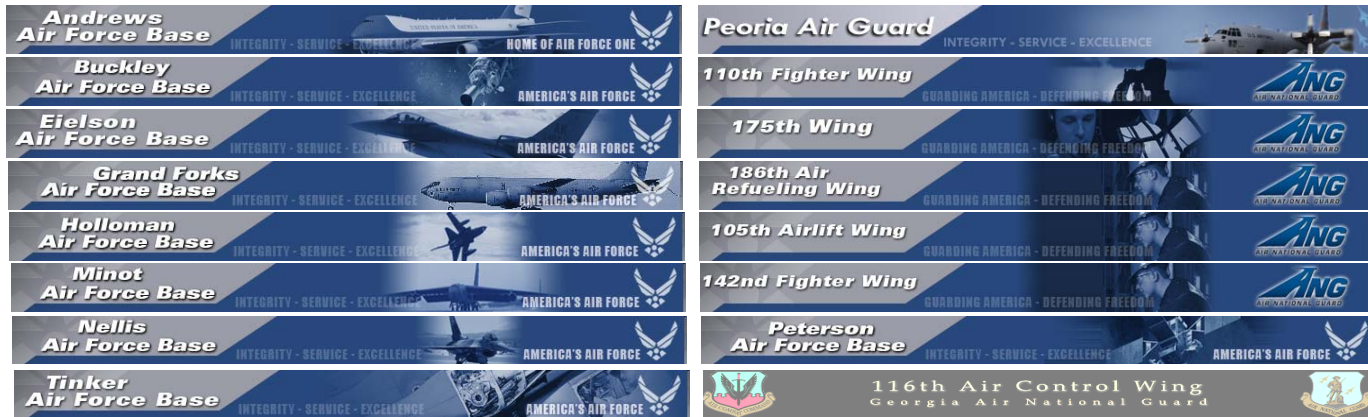 Andrews
Air Force Base
INTEGRITY - SERVICE - EXCELLENCE
HOME OF AIR FORCE ONE
Buckley
Air Force Base
INTEGRITY - SERVICE - EXCELLENCE
AMERICA'S AIR FORCE
Eielson
Air Force Base
INTEGRITY - SERVICE - EXCELLENCE
AMERICA'S AIR FORCE
Grand Forks
Air Force Base
INTEGRITY - SERVICE - EXCELLENCE
AMERICA'S AIR FORCE
Holloman
Air Force Base
INTEGRITY - SERVICE - EXCELLENCE
AMERICA'S AIR FORCE
Minot
Air Force Base
INTEGRITY - SERVICE - EXCELLENCE
AMERICA'S AIR FORCE
Nellis
Air Force Base
INTEGRITY - SERVICE - EXCELLENCE
AMERICA'S AIR FORCE
Tinker
Air Force Base
INTEGRITY - SERVICE - EXCELLENCE
AMERICA'S AIR FORCE
Peoria Air Guard
INTEGRITY - SERVICE - EXCELLENCE
110th Fighter Wing
GUARDING AMERICA - DEFENDING FREEDOM
ANG
AIR NATIONAL GUARD
175th Wing
GUARDING AMERICA - DEFENDING FREEDOM
ANG
AIR NATIONAL GUARD
186th Air
Refueling Wing
GUARDING AMERICA - DEFENDING FREEDOM
ANG
AIR NATIONAL GUARD
105th Airlift Wing
GUARDING AMERICA - DEFENDING FREEDOM
ANG
AIR NATIONAL GUARD
142nd Fighter Wing
GUARDING AMERICA - DEFENDING FREEDOM
ANG
AIR NATIONAL GUARD
Peterson
Air Force Base
INTEGRITY - SERVICE - EXCELLENCE
AMERICA'S AIR FORCE
116th Air Control Wing
Georgia Air National Guard